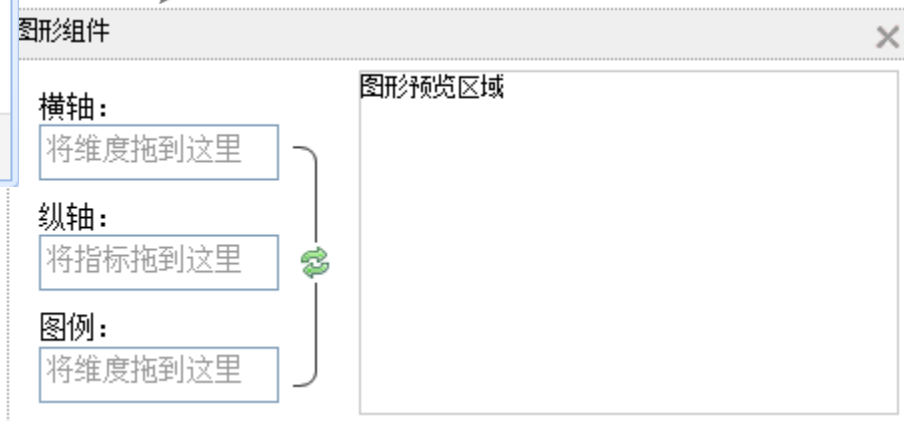 图形组件
图形预览区域
横轴：
将维度拖到这里
纵轴：
将指标拖到这里
图例：
将维度拖到这里